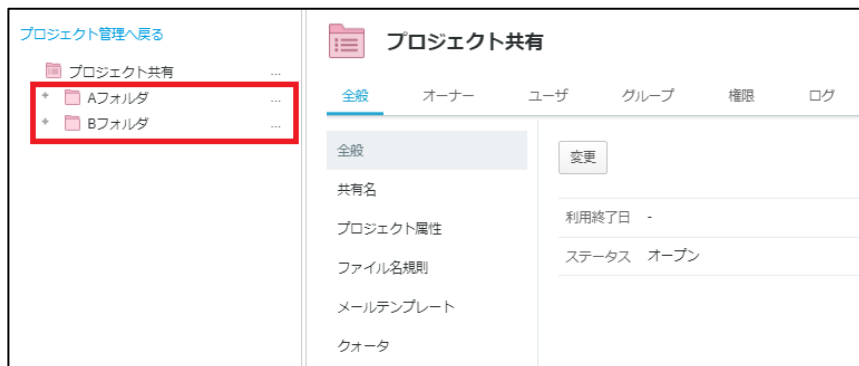 プロジェクト管理へ戻る
プロジェクト共有 ...
Aフォルダ ...
Bフォルダ ...
プロジェクト共有
全般 オーナー ユーザ グループ 権限 ログ
全般
共有名
プロジェクト属性
ファイル名規則
メールテンプレート
クォータ
変更
利用終了日 -
ステータス オープン